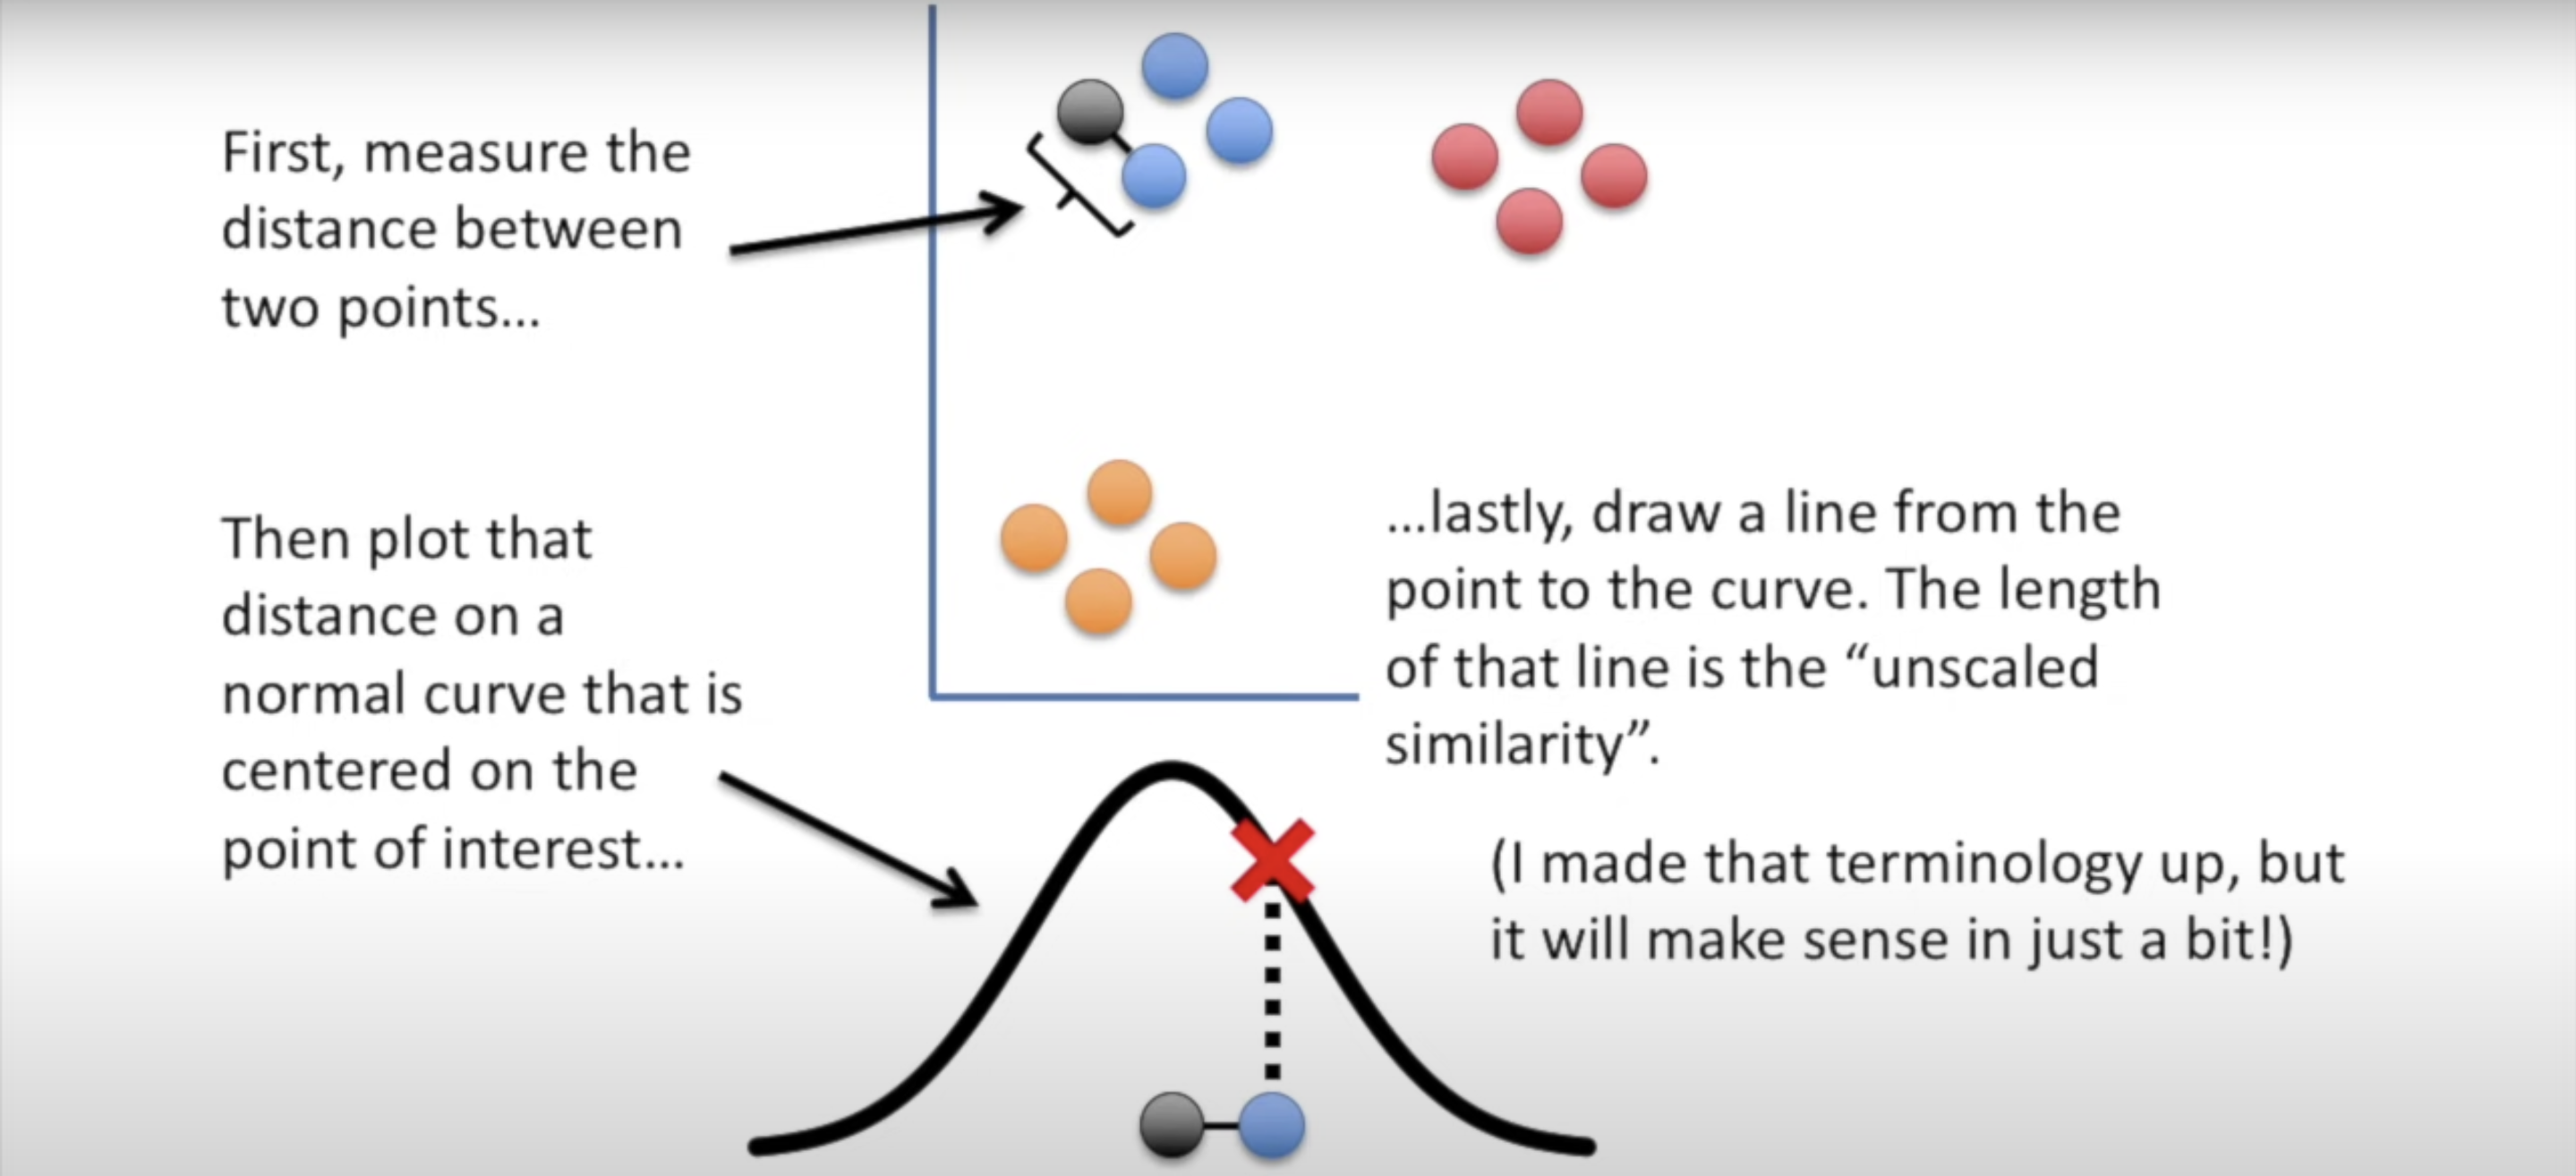 First, measure the
distance between
two points…
Then plot that
distance on a
normal curve that is
centered on the
point of interest…
…lastly, draw a line from the
point to the curve. The length
of that line is the “unscaled
similarity”.
(I made that terminology up, but
it will make sense in just a bit!)